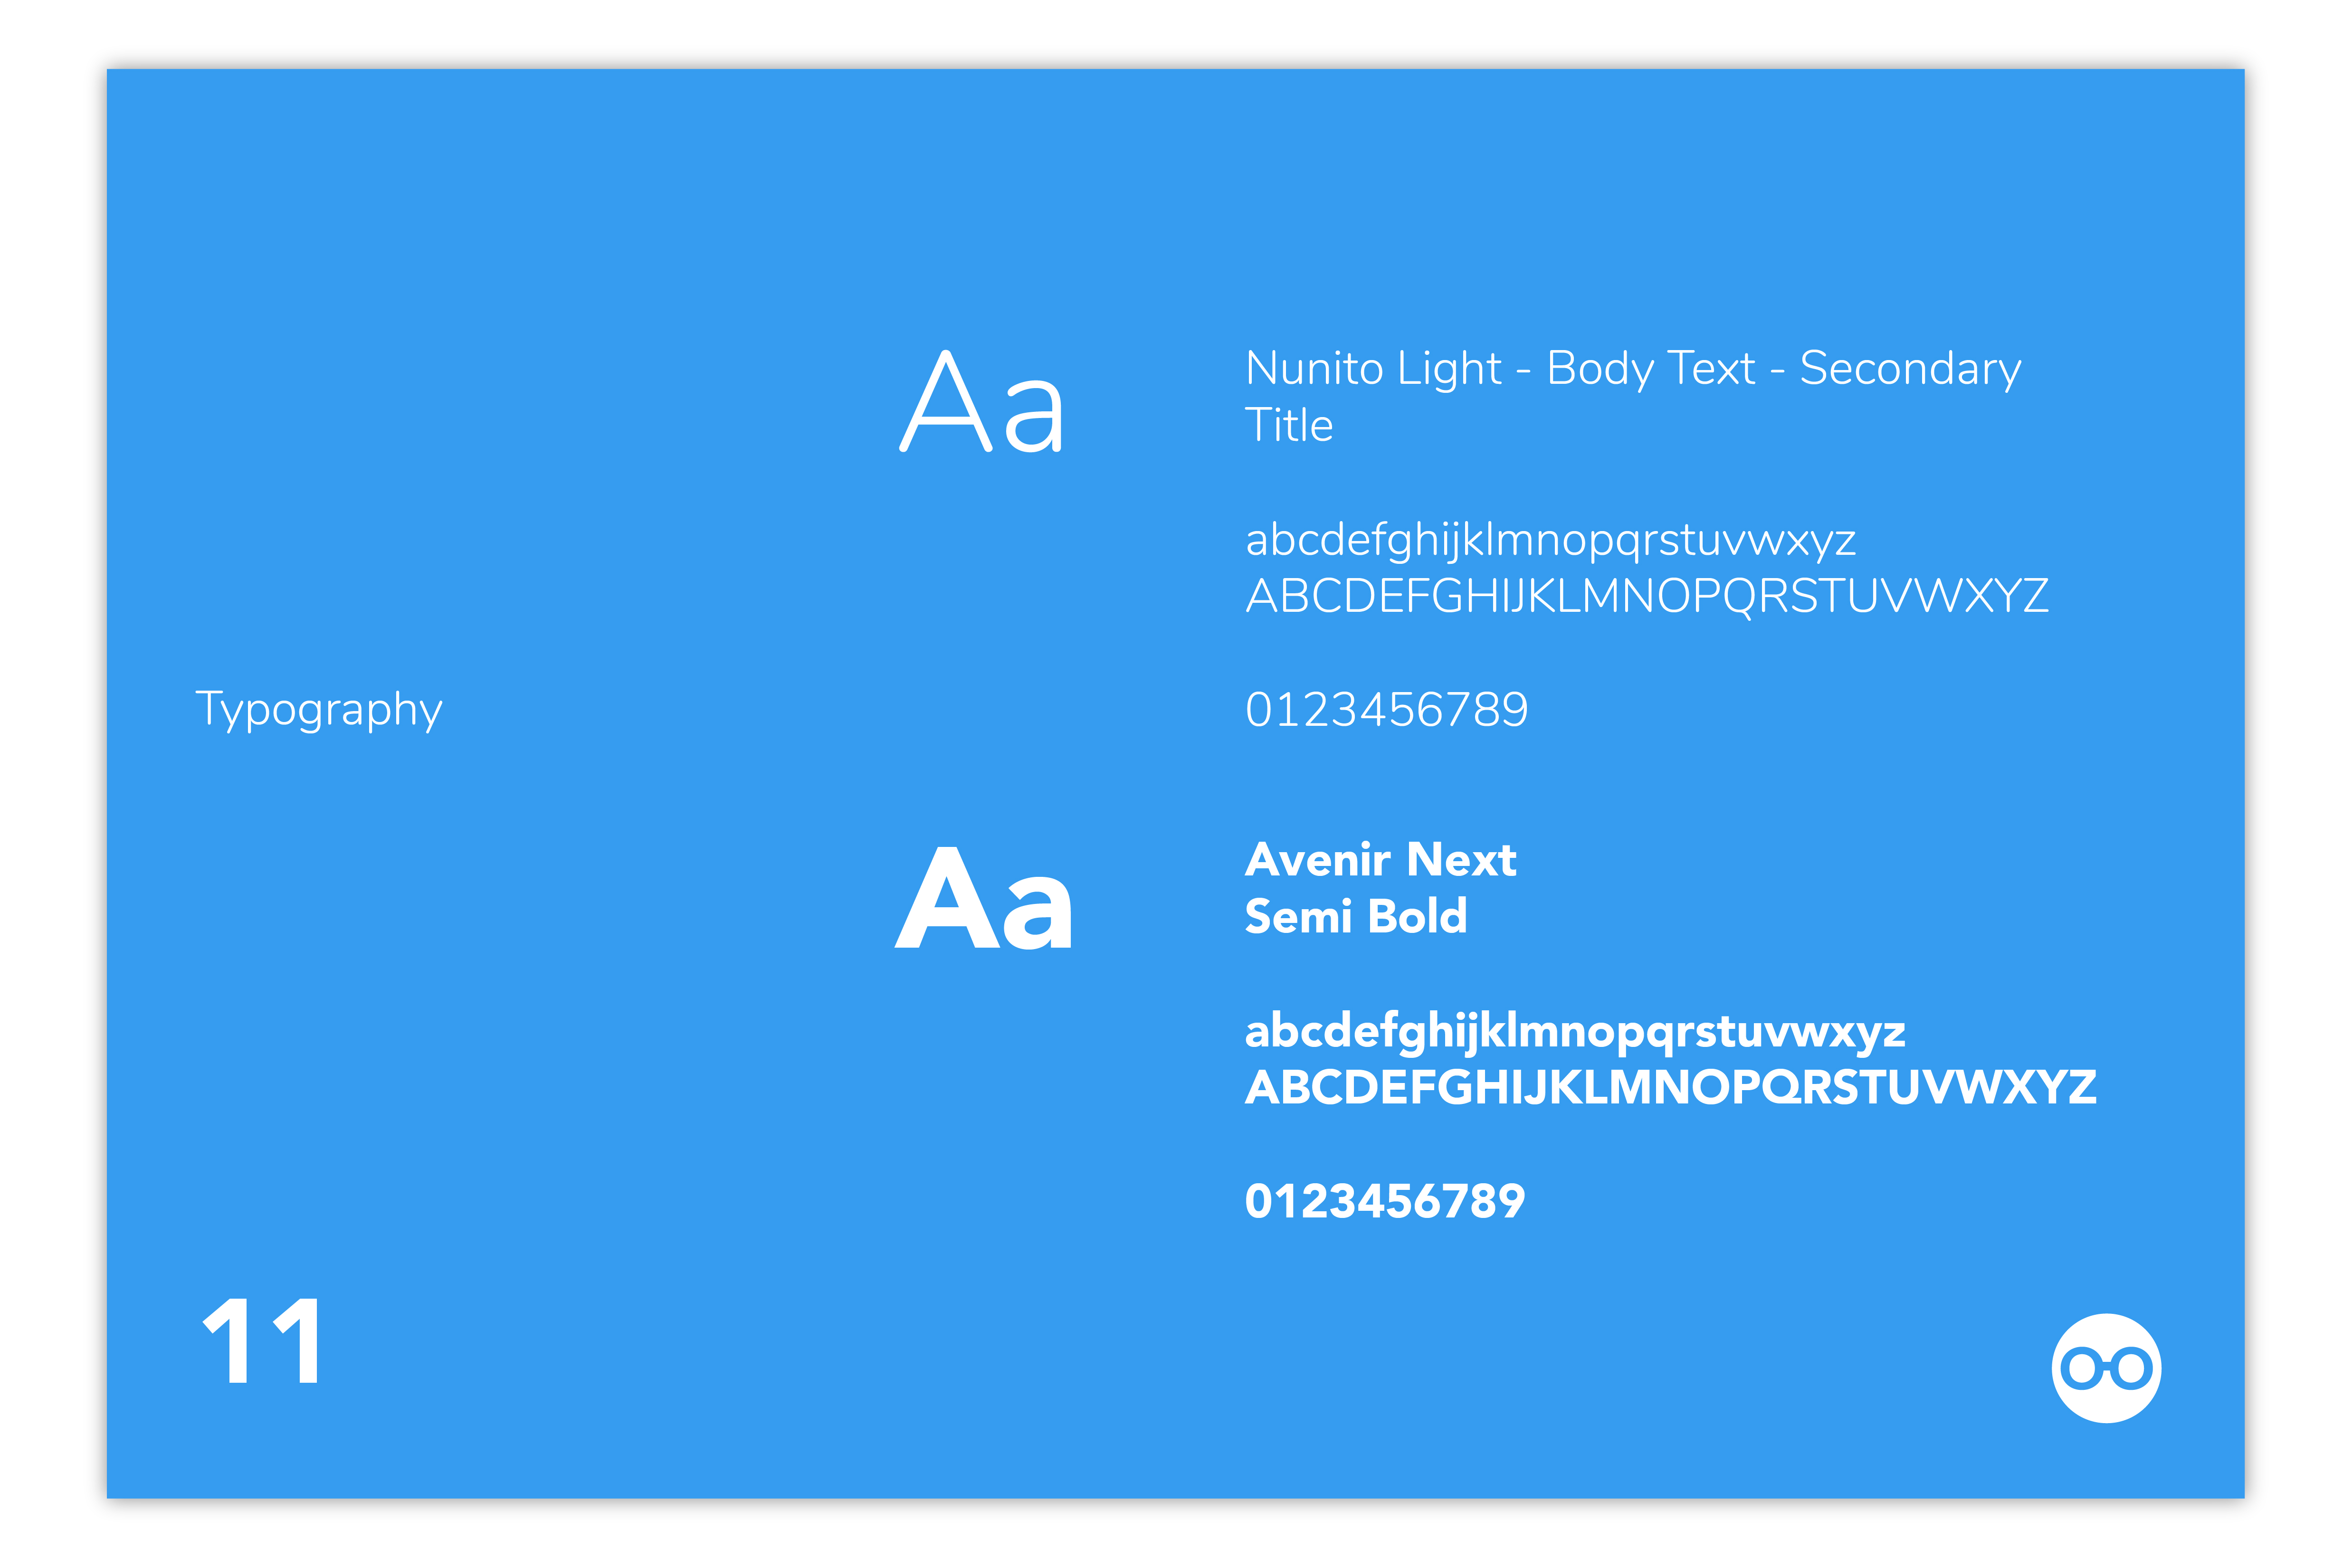 Typography
Aa
Nunito Light - Body Text - Secondary
Title
abcdefghijklmnopqrstuvwxyz
ABCDEFGHIJKLMNOPQRSTUVWXYZ
0123456789
Aa
Avenir Next
Semi Bold
abcdefghijklmnopqrstuvwxyz
ABCDEFGHIJKLMNOPQRSTUVWXYZ
0123456789
11